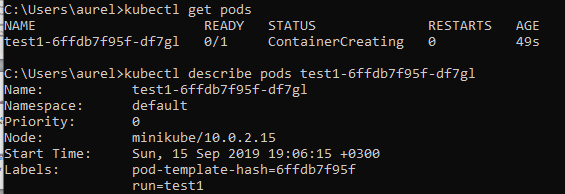 C:\Users\aurel>kubectl get pods
NAME READY STATUS RESTARTS AGE
test1-6ffdb7f95f-df7gl 0/1 ContainerCreating 0 49s
C:\Users\aurel>kubectl describe pods test1-6ffdb7f95f-df7gl
Name: test1-6ffdb7f95f-df7gl
Namespace: default
Priority: 0
Node: minikube/10.0.2.15
Start Time: Sun, 15 Sep 2019 19:06:15 +0300
Labels: pod-template-hash=6ffdb7f95f
run=test1